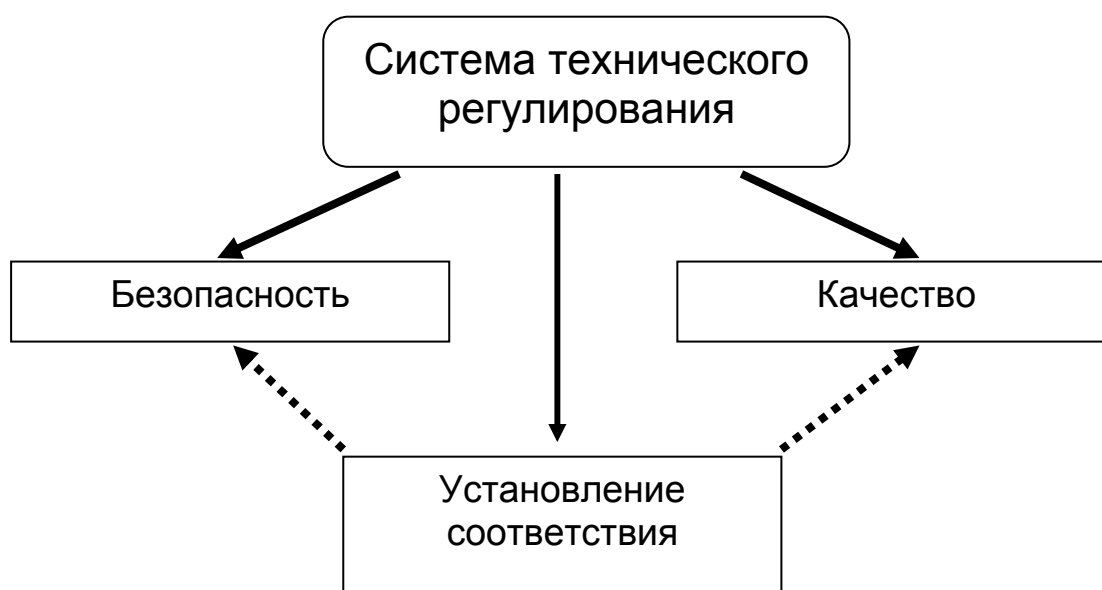 Система технического
регулирования
Безопасность
Качество
Установление
соответствия